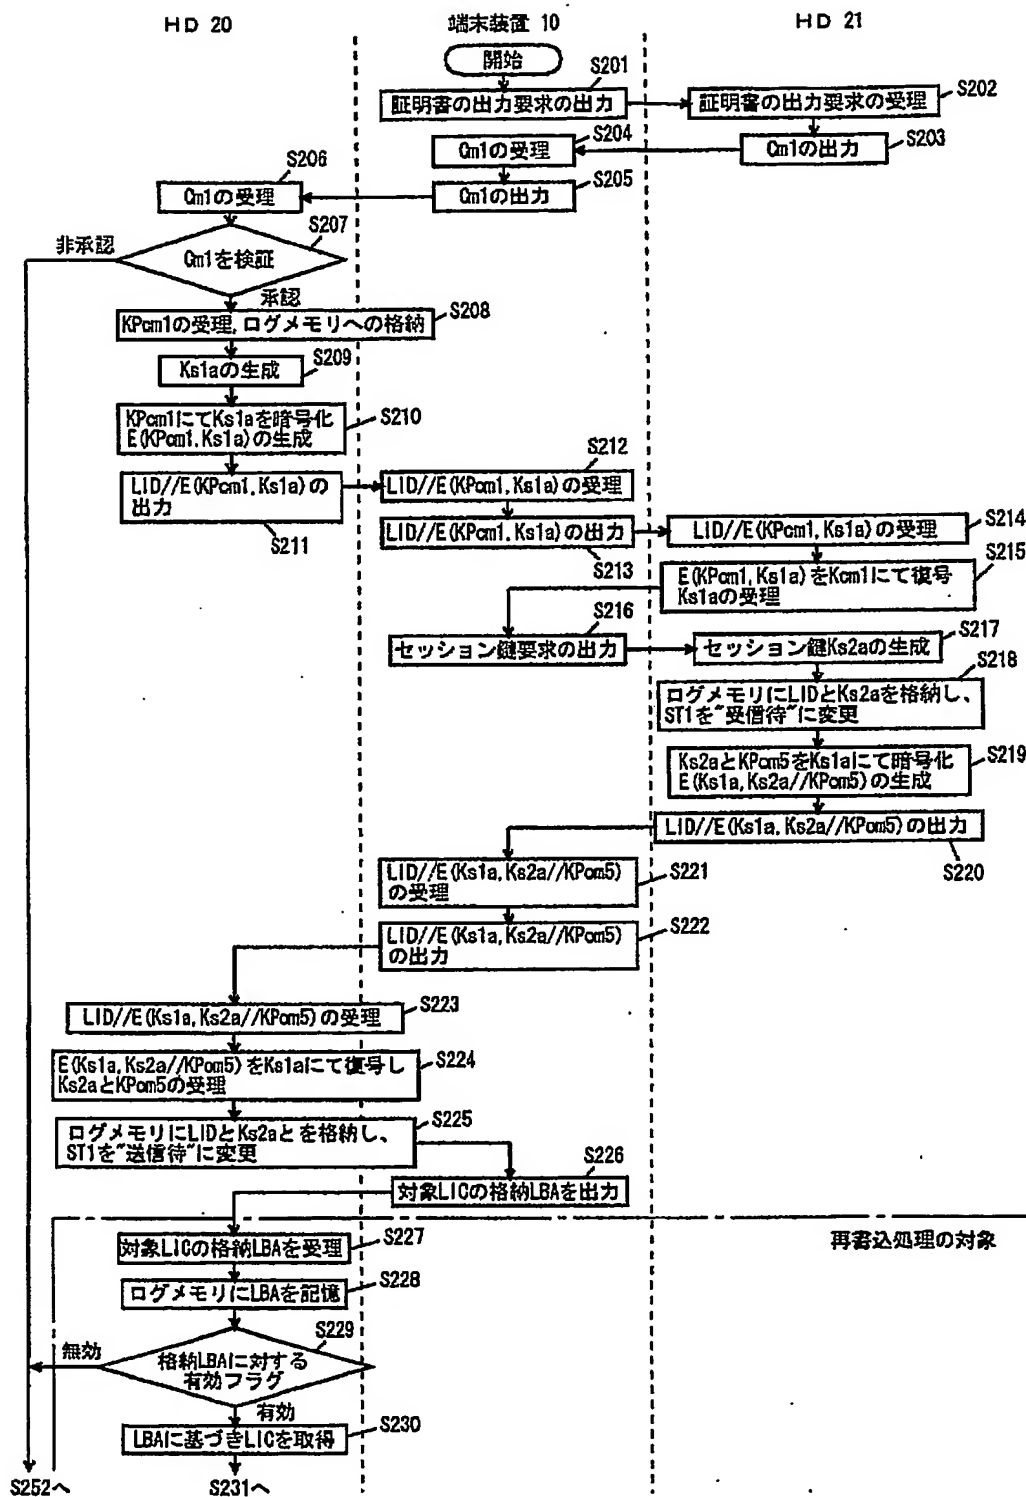 HD 20
端末装置 10
HD 21
開始
S201
証明書の出力要求の出力
S202
証明書の出力要求の受理
S203
Cm1の出力
S204
Cm1の受理
S205
Cm1の出力
S206
Cm1の受理
S207
Cm1を検証
非承認
承認
S208
KPcm1の受理,ログメモリへの格納
S209
Ks1aの生成
S210
KPcm1にてKs1aを暗号化
E(KPcm1,Ks1a)の生成
LID//E(KPcm1,Ks1a)の
出力
S211
S212
LID//E(KPcm1,Ks1a)の受理
LID//E(KPcm1,Ks1a)の出力
S213
S214
LID//E(KPcm1,Ks1a)の受理
S215
E(KPcm1,Ks1a)をKcm1にて復号
Ks1aの受理
S216
セッション鍵要求の出力
S217
セッション鍵Ks2aの生成
S218
ログメモリにLIDとKs2aを格納し、
ST1を"受信待"に変更
S219
Ks2aとKPom5をKs1aにて暗号化
E(Ks1a,Ks2a//KPom5)の生成
LID//E(Ks1a,Ks2a//KPom5)の出力
S220
LID//E(Ks1a,Ks2a//KPom5)
の受理
S221
LID//E(Ks1a,Ks2a//KPom5)
の出力
S222
S223
LID//E(Ks1a,Ks2a//KPom5)の受理
E(Ks1a,Ks2a//KPom5)をKs1aにて復号し
Ks2aとKPom5の受理
S224
S225
ログメモリにLIDとKs2aとを格納し、
ST1を"送信待"に変更
S226
対象LICの格納LBAを出力
再書込処理の対象
S227
対象LICの格納LBAを受理
S228
ログメモリにLBAを記憶
S229
無効
格納LBAに対する
有効フラグ
有効
S230
LBAに基づきLICを取得
S252へ
S231へ